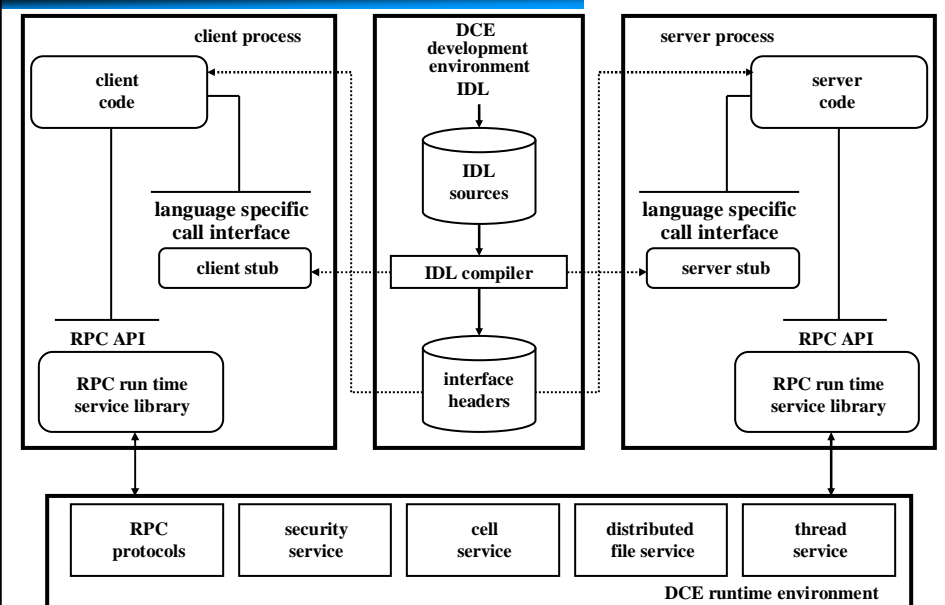 client process
client
code
language specific
call interface
client stub
RPC API
RPC run time
service library
DCE
development
environment
IDL
IDL
sources
IDL compiler
interface
headers
server process
server
code
language specific
call interface
server stub
RPC API
RPC run time
service library
RPC
protocols
security
service
cell
service
distributed
file service
thread
service
DCE runtime environment